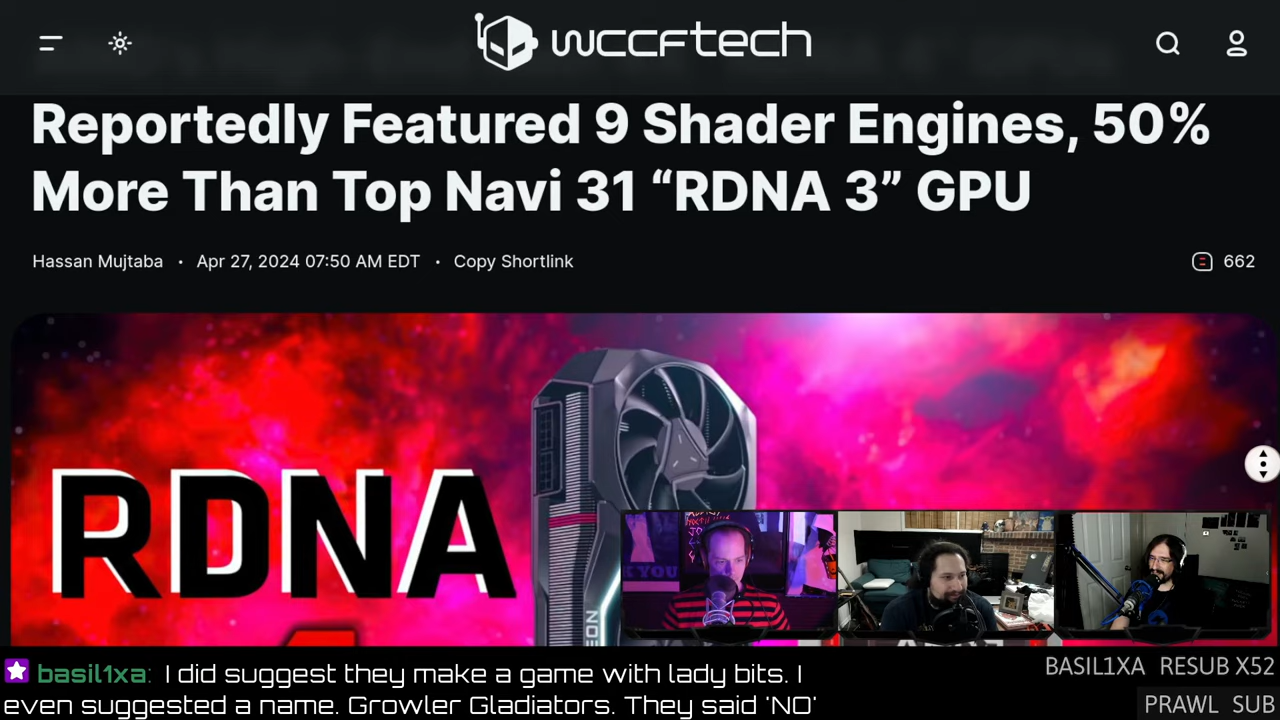 wccftech
Reportedly Featured 9 Shader Engines, 50%
More Than Top Navi 31 “RDNA 3” GPU
Hassan Mujtaba • Apr 27, 2024 07:50 AM EDT • Copy Shortlink
662
RDNA
basil1xa: I did suggest they make a game with lady bits. I
even suggested a name. Growler Gladiators. They said 'NO'
BASIL1XA RESUB X52
PRAWL SUB